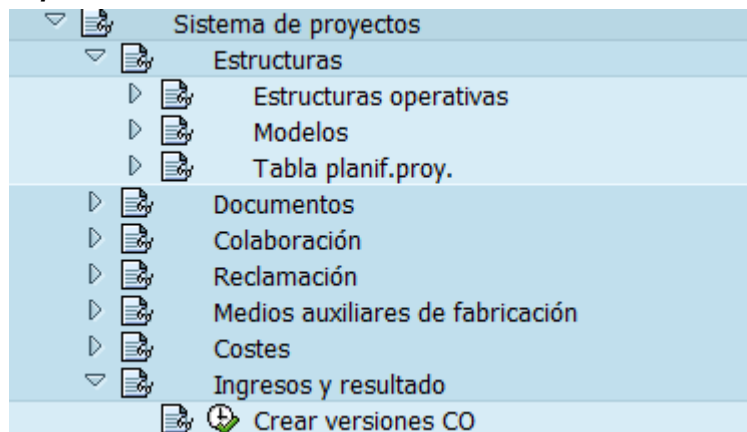 Sistema de proyectos
Estructuras
Estructuras operativas
Modelos
Tabla planif.proy.
Documentos
Colaboración
Reclamación
Medios auxiliares de fabricación
Costes
Ingresos y resultado
Crear versiones CO